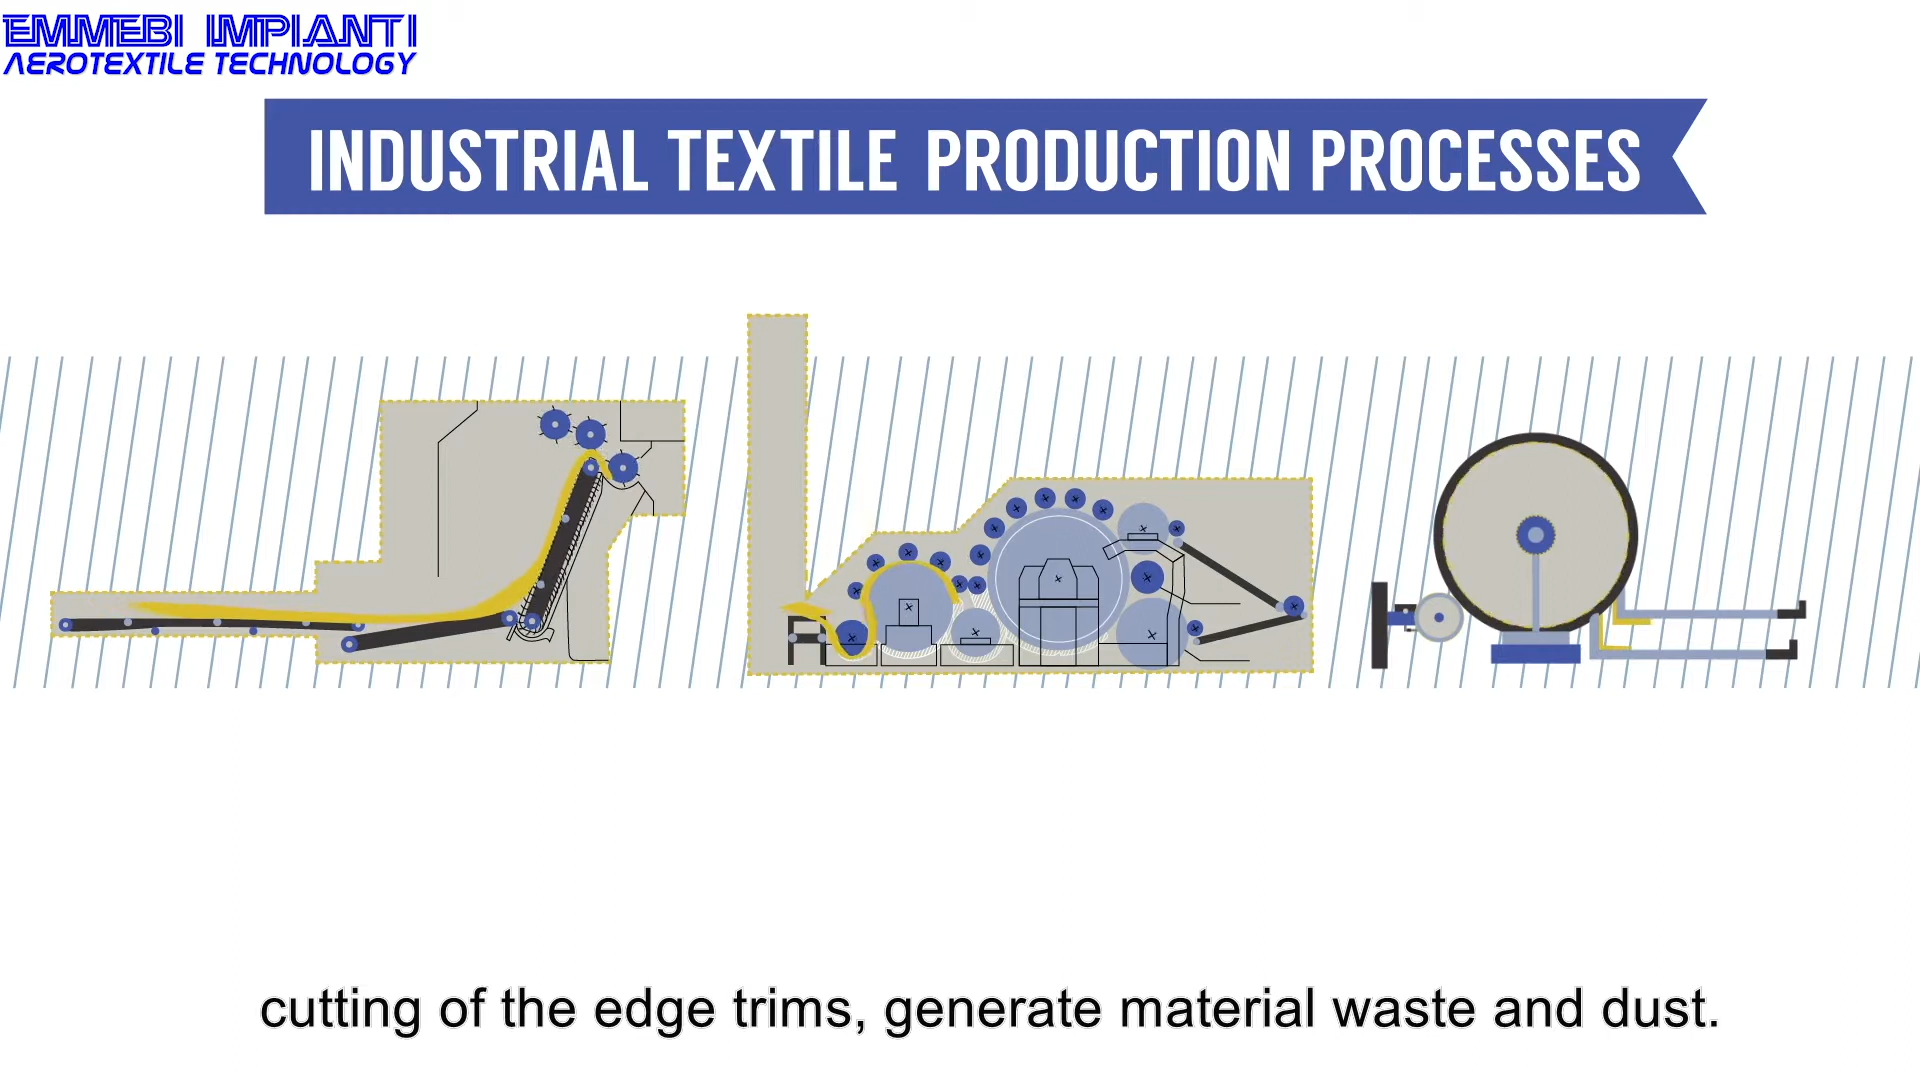 EMMEBI IMPIANTI
AEROTEXTILE TECHNOLOGY
INDUSTRIAL TEXTILE PRODUCTION PROCESSES
cutting of the edge trims, generate material waste and dust.